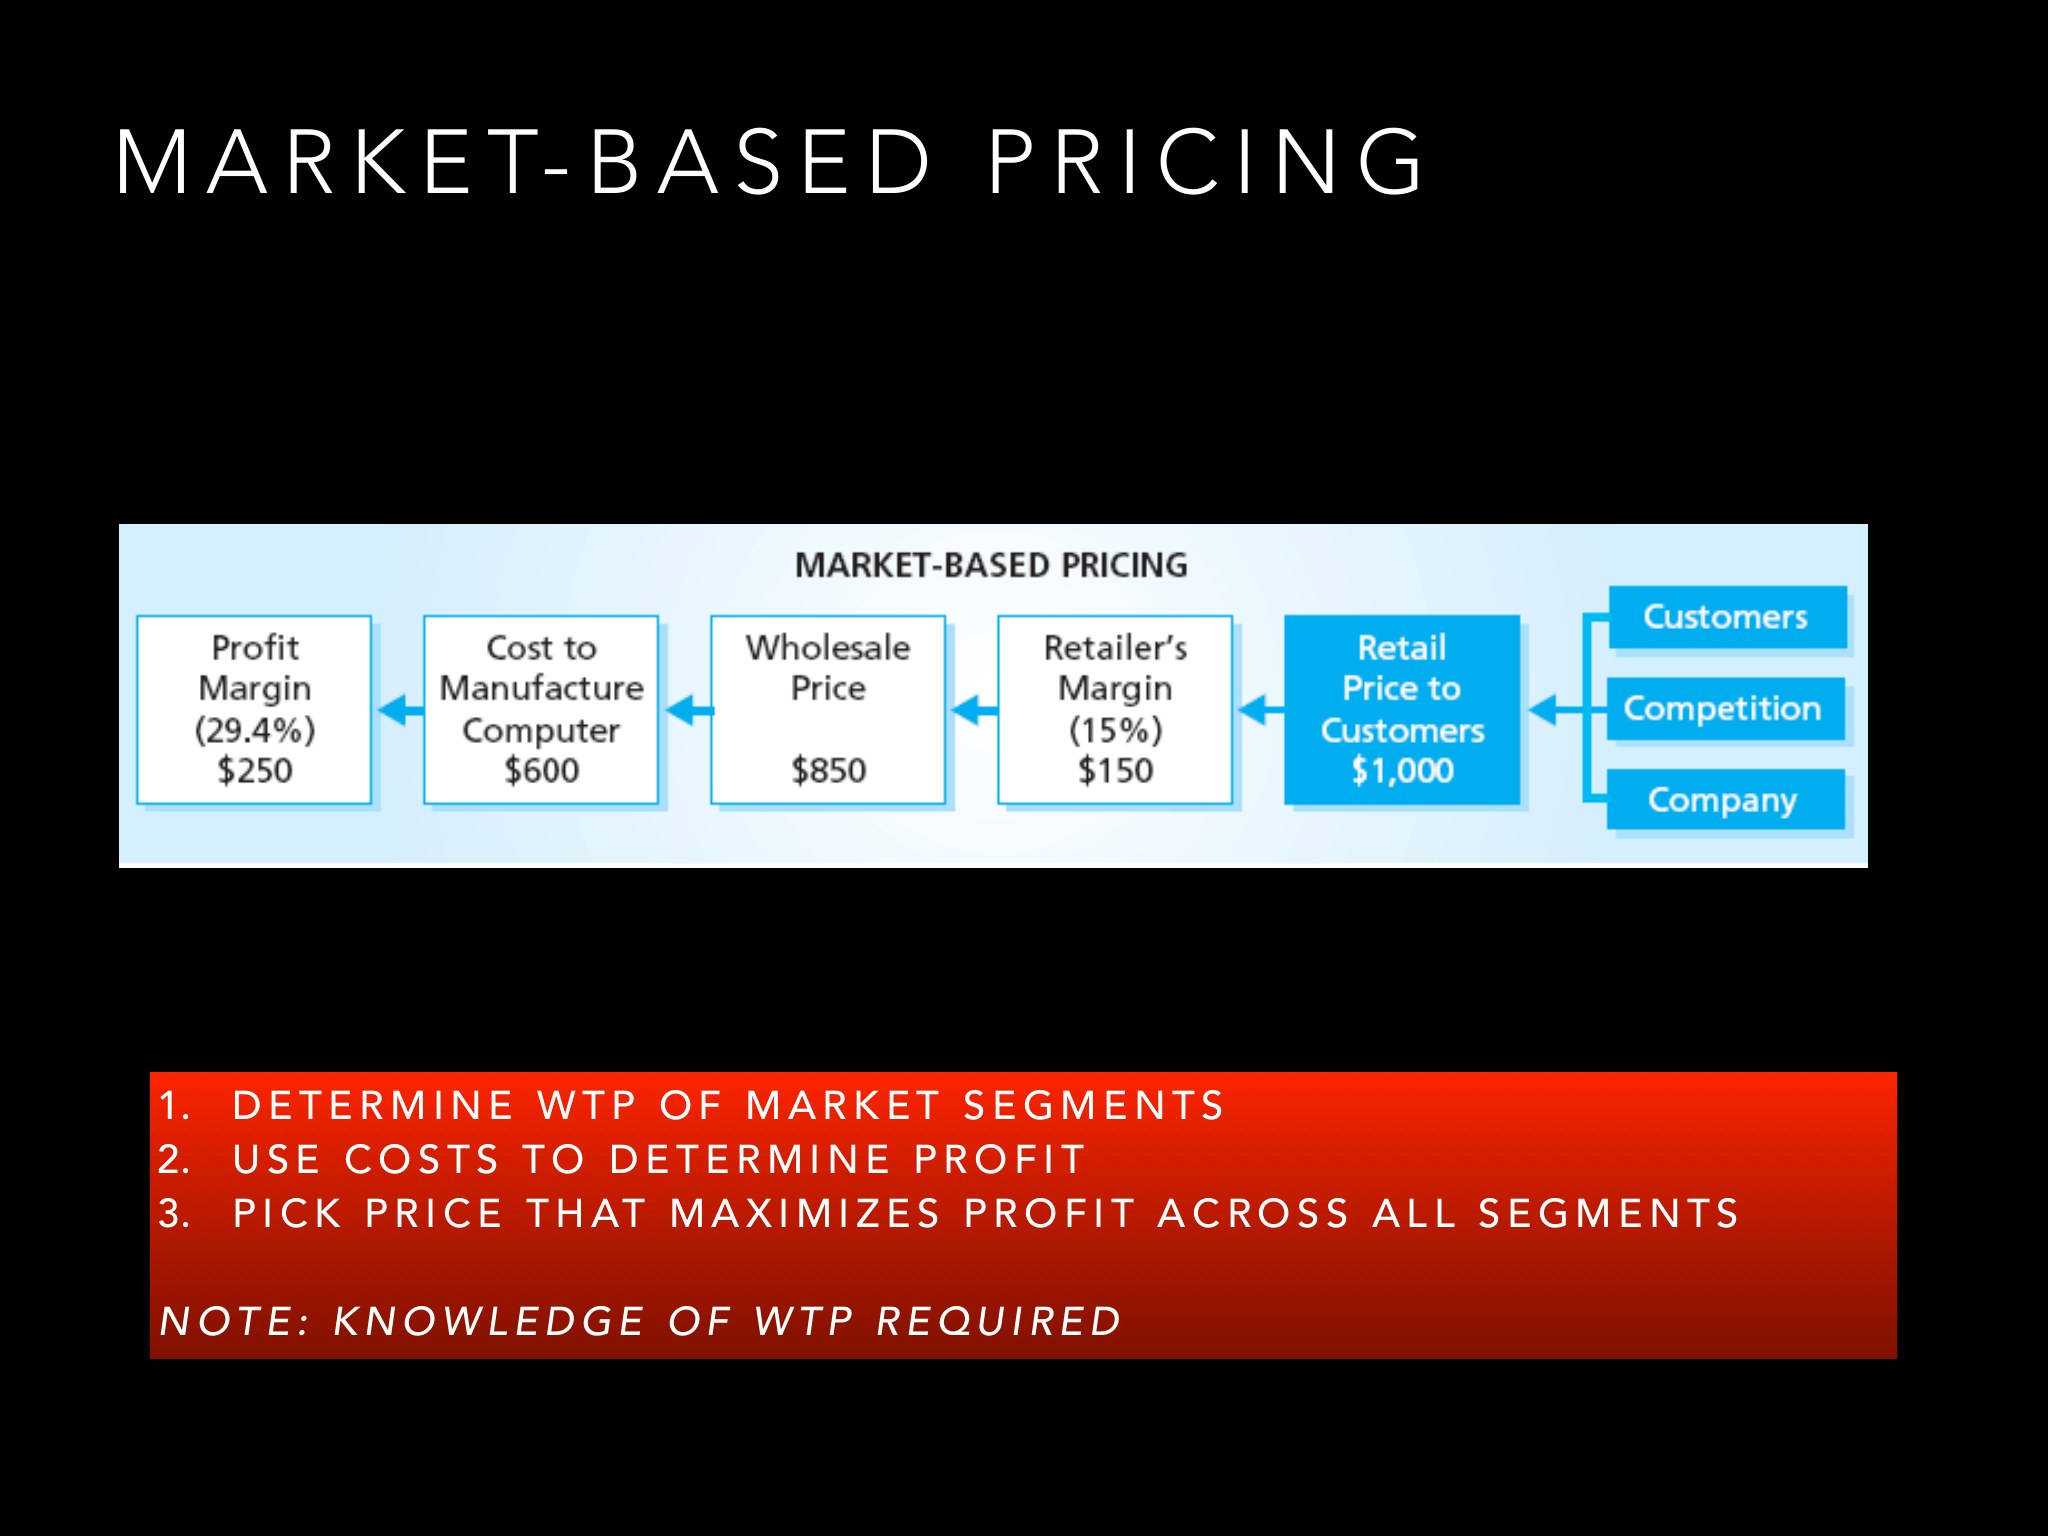 MARKET-BASED PRICING
MARKET-BASED PRICING
Profit
Margin
(29.4%)
$250
Cost to
Manufacture
Computer
$600
Wholesale
Price
$850
Retailer's
Margin
(15%)
$150
Retail
Price to
Customers
$1,000
Customers
Competition
Company
1. DETERMINE WTP OF MARKET SEGMENTS
2. USE COSTS TO DETERMINE PROFIT
3. PICK PRICE THAT MAXIMIZES PROFIT ACROSS ALL SEGMENTS
NOTE: KNOWLEDGE OF WTP REQUIRED